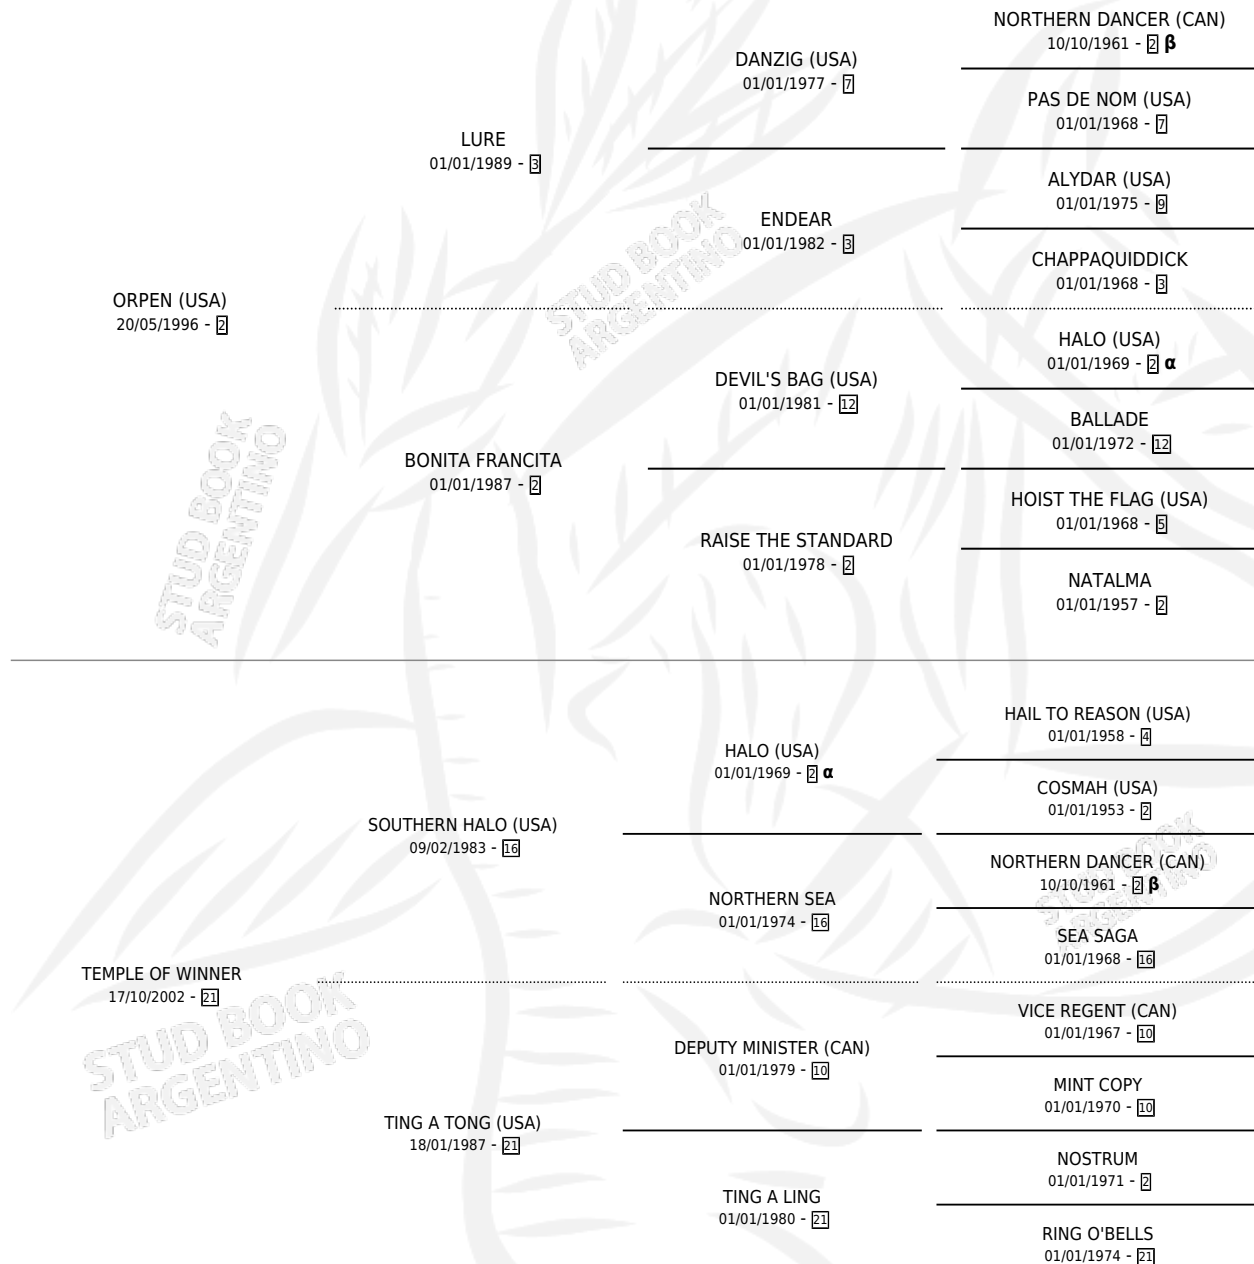 NORTHERN DANCER (CAN)
10/10/1961 - 2 β
DANZIG (USA)
01/01/1977 - 7
PAS DE NOM (USA)
01/01/1968 - 7
LURE
01/01/1989 - 3
ALYDAR (USA)
01/01/1975 - 9
ENDEAR
01/01/1982 - 3
CHAPPAQUIDDICK
01/01/1968 - 3
ORPEN (USA)
20/05/1996 - 2
HALO (USA)
01/01/1969 - 2 α
DEVIL'S BAG (USA)
01/01/1981 - 12
BALLADE
01/01/1972 - 12
BONITA FRANCITA
01/01/1987 - 2
HOIST THE FLAG (USA)
01/01/1968 - 5
RAISE THE STANDARD
01/01/1978 - 2
NATALMA
01/01/1957 - 2
HAIL TO REASON (USA)
01/01/1958 - 4
HALO (USA)
01/01/1969 - 2 α
COSMAH (USA)
01/01/1953 - 2
SOUTHERN HALO (USA)
09/02/1983 - 16
NORTHERN DANCER (CAN)
10/10/1961 - 2 β
NORTHERN SEA
01/01/1974 - 16
SEA SAGA
01/01/1968 - 16
TEMPLE OF WINNER
17/10/2002 - 21
VICE REGENT (CAN)
01/01/1967 - 10
DEPUTY MINISTER (CAN)
01/01/1979 - 10
MINT COPY
01/01/1970 - 10
TING A TONG (USA)
18/01/1987 - 21
NOSTRUM
01/01/1971 - 2
TING A LING
01/01/1980 - 21
RING O'BELLS
01/01/1974 - 21
STUD BOOK
ARGENTINO
STUD BOOK
ARGENTINO
STUD BOOK
ARGENTINO
STUD BOOK
ARGENTINO